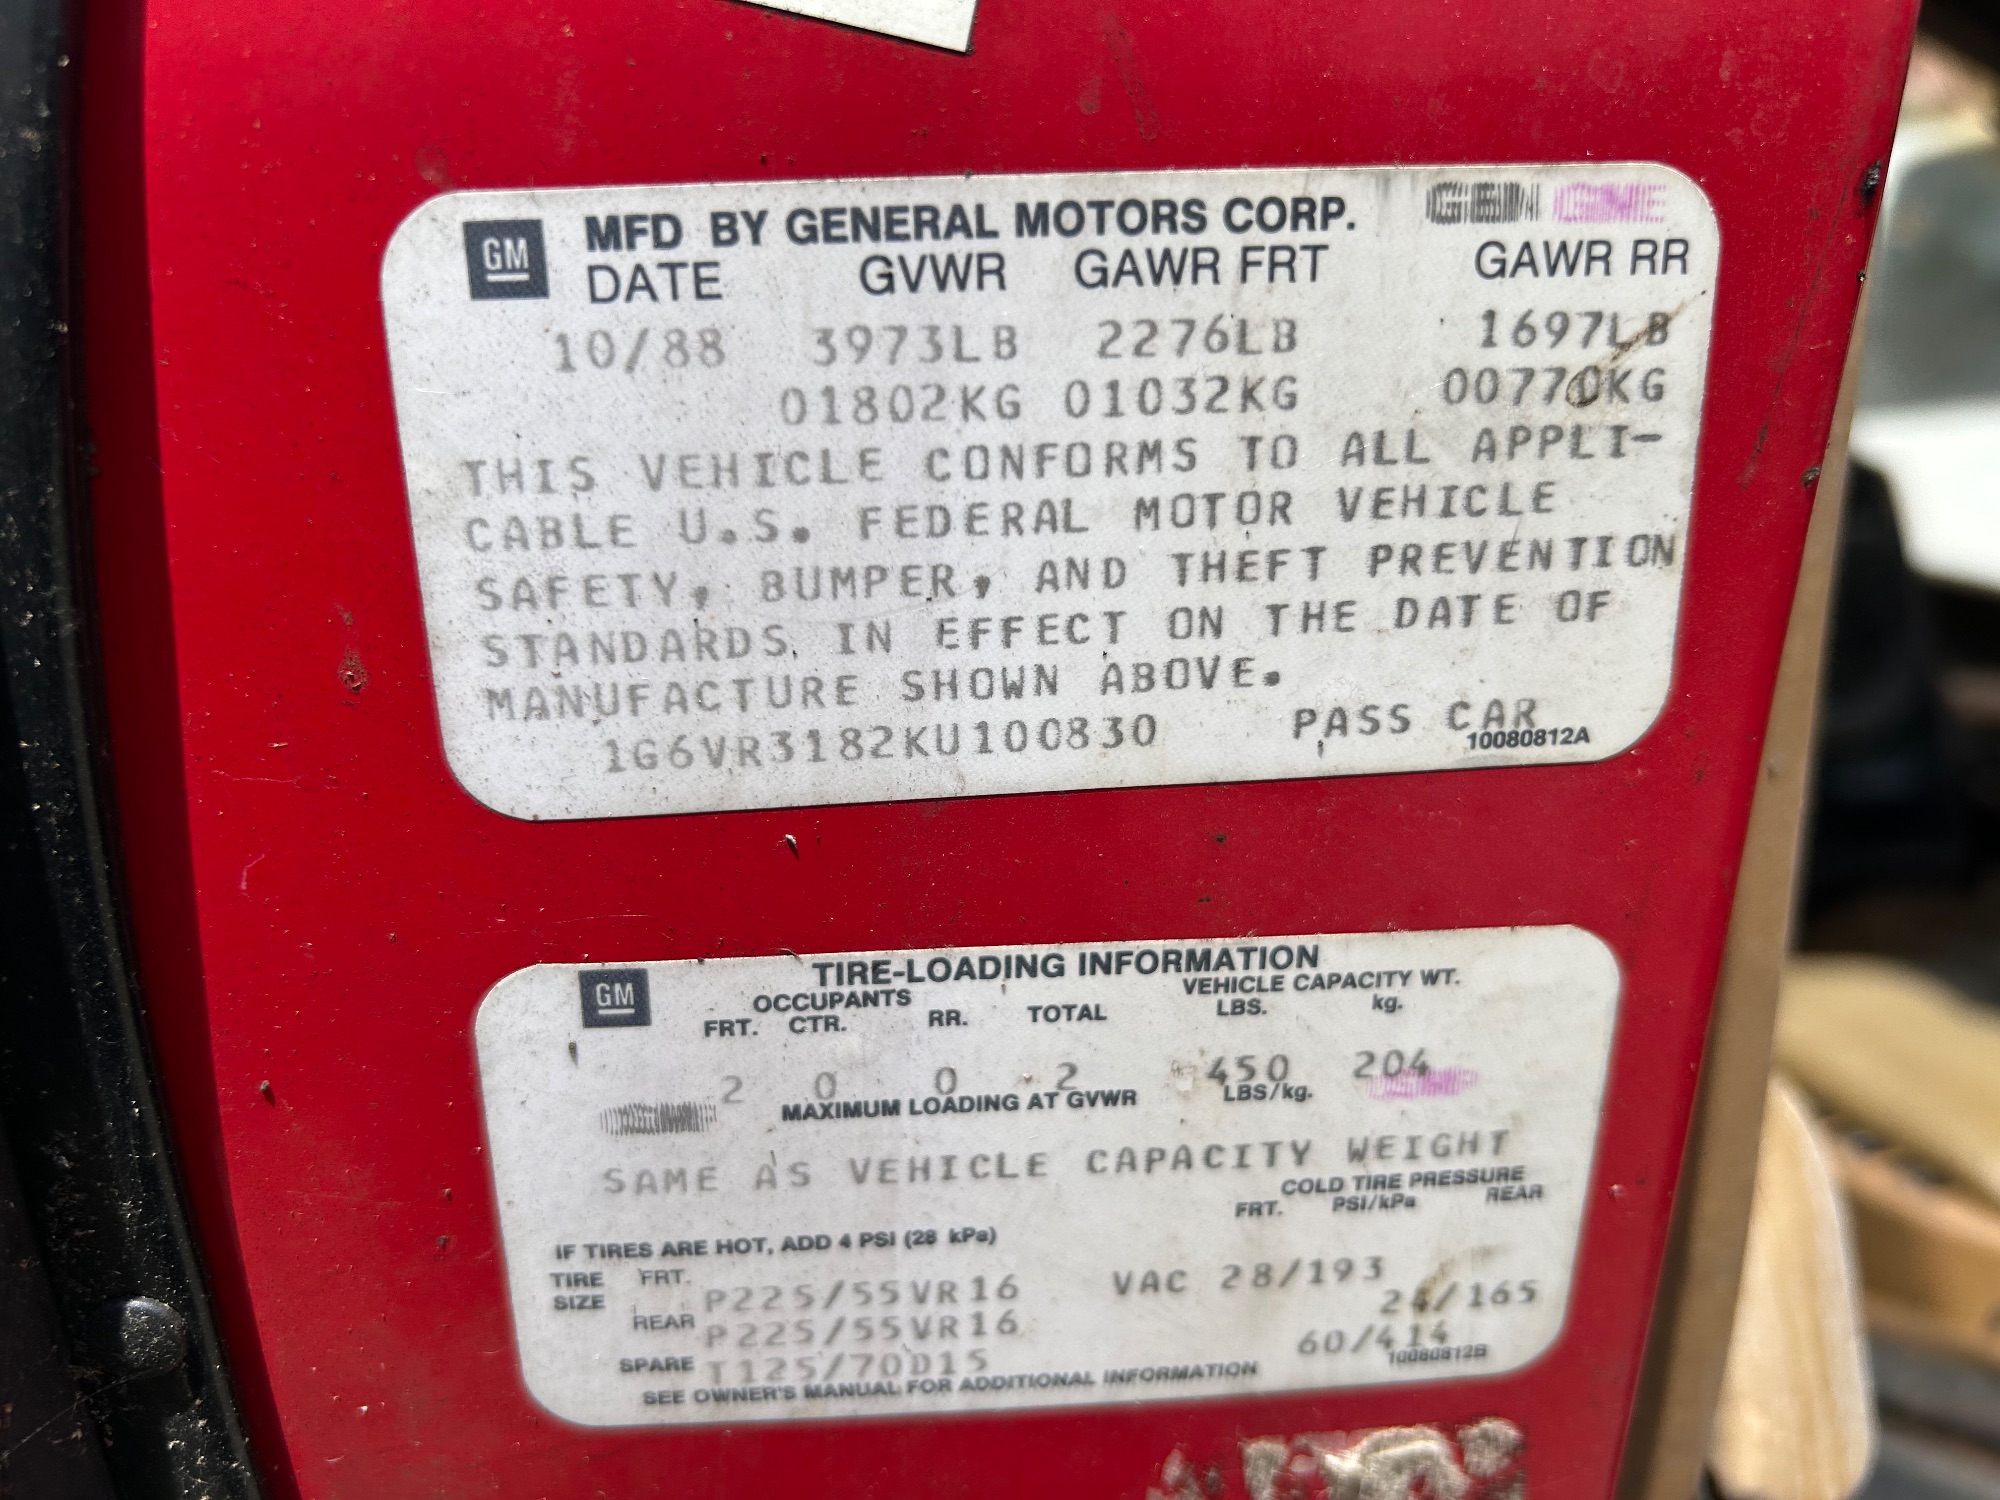 GM
MFD BY GENERAL MOTORS CORP.
DATE GVWR GAWR FRT GAWR RR
10/88 3973LB 2276LB 1697LB
01802KG 01032KG 00770KG
THIS VEHICLE CONFORMS TO ALL APPLI-
CABLE U.S. FEDERAL MOTOR VEHICLE
SAFETY, BUMPER, AND THEFT PREVENTION
STANDARDS IN EFFECT ON THE DATE OF
MANUFACTURE SHOWN ABOVE.
1G6VR3182KU100830 PASS CAR
10080812A
GM
TIRE-LOADING INFORMATION
OCCUPANTS VEHICLE CAPACITY WT.
FRT. CTR. RR. TOTAL LBS. kg.
2 0 0 2 450 204
MAXIMUM LOADING AT GVWR LBS/kg.
SAME AS VEHICLE CAPACITY WEIGHT
COLD TIRE PRESSURE
FRT. PSI/kPa REAR
IF TIRES ARE HOT, ADD 4 PSI (28 kPa)
TIRE SIZE FRT. P225/55VR16 VAC 28/193
REAR P225/55VR16 24/165
SPARE T125/70D15 60/414
10080812B
SEE OWNER'S MANUAL FOR ADDITIONAL INFORMATION